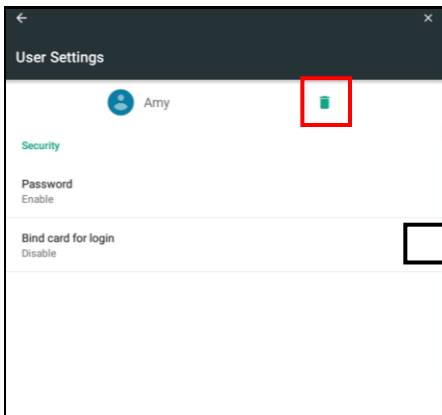 User Settings
Amy
Security
Password
Enable
Bind card for login
Disable